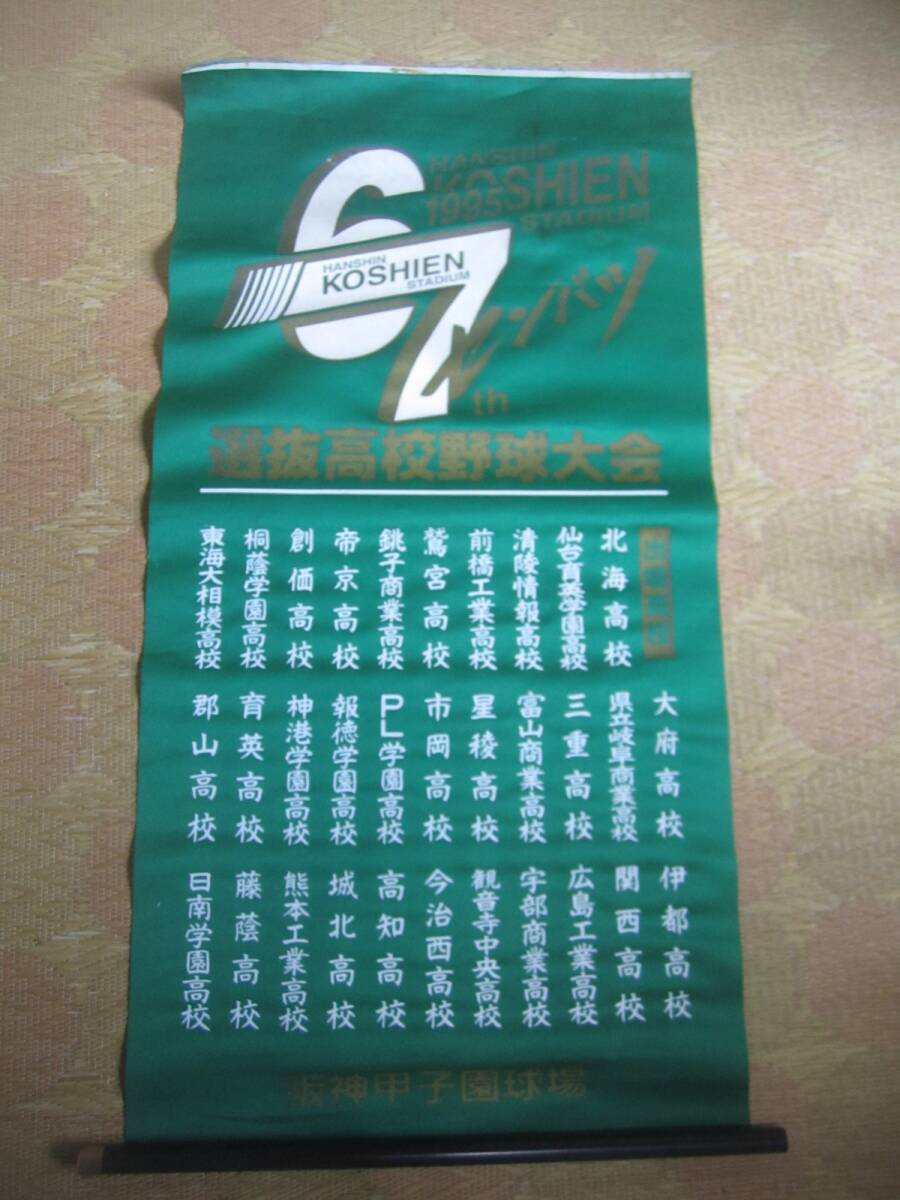 HANSHIN
KOSHIEN
1995
STADIUM
67th
HANSHIN
KOSHIEN
STADIUM
センバツ
選抜高校野球大会
出場校
北海高校
仙台育英学園高校
清陵情報高校
前橋工業高校
鷲宮高校
銚子商業高校
帝京高校
創価高校
桐蔭学園高校
東海大相模高校
大府高校
県立岐阜商業高校
三重高校
富山商業高校
星稜高校
市岡高校
PL学園高校
報徳学園高校
神港学園高校
育英高校
郡山高校
伊都高校
関西高校
広島工業高校
宇部商業高校
観音寺中央高校
今治西高校
高知高校
城北高校
熊本工業高校
藤蔭高校
日南学園高校
阪神甲子園球場